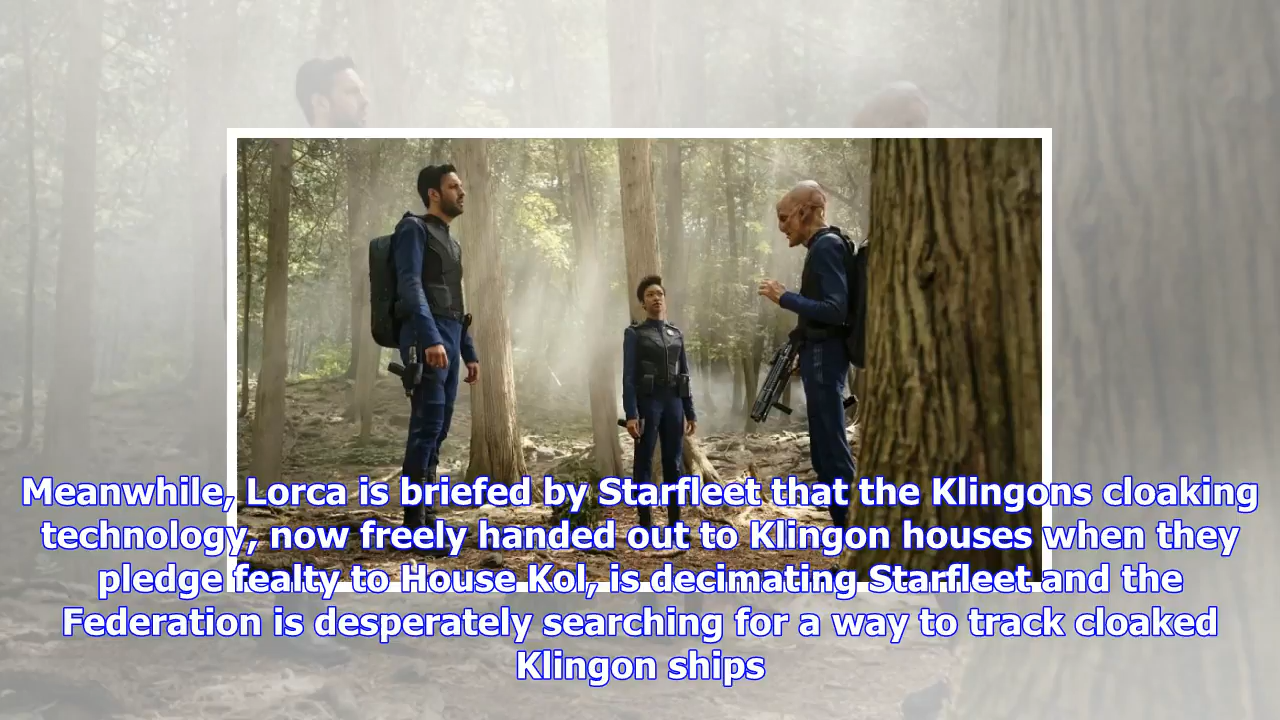 Meanwhile, Lorca is briefed by Starfleet that the Klingons cloaking
technology, now freely handed out to Klingon houses when they
pledge fealty to House Kol, is decimating Starfleet and the
Federation is desperately searching for a way to track cloaked
Klingon ships